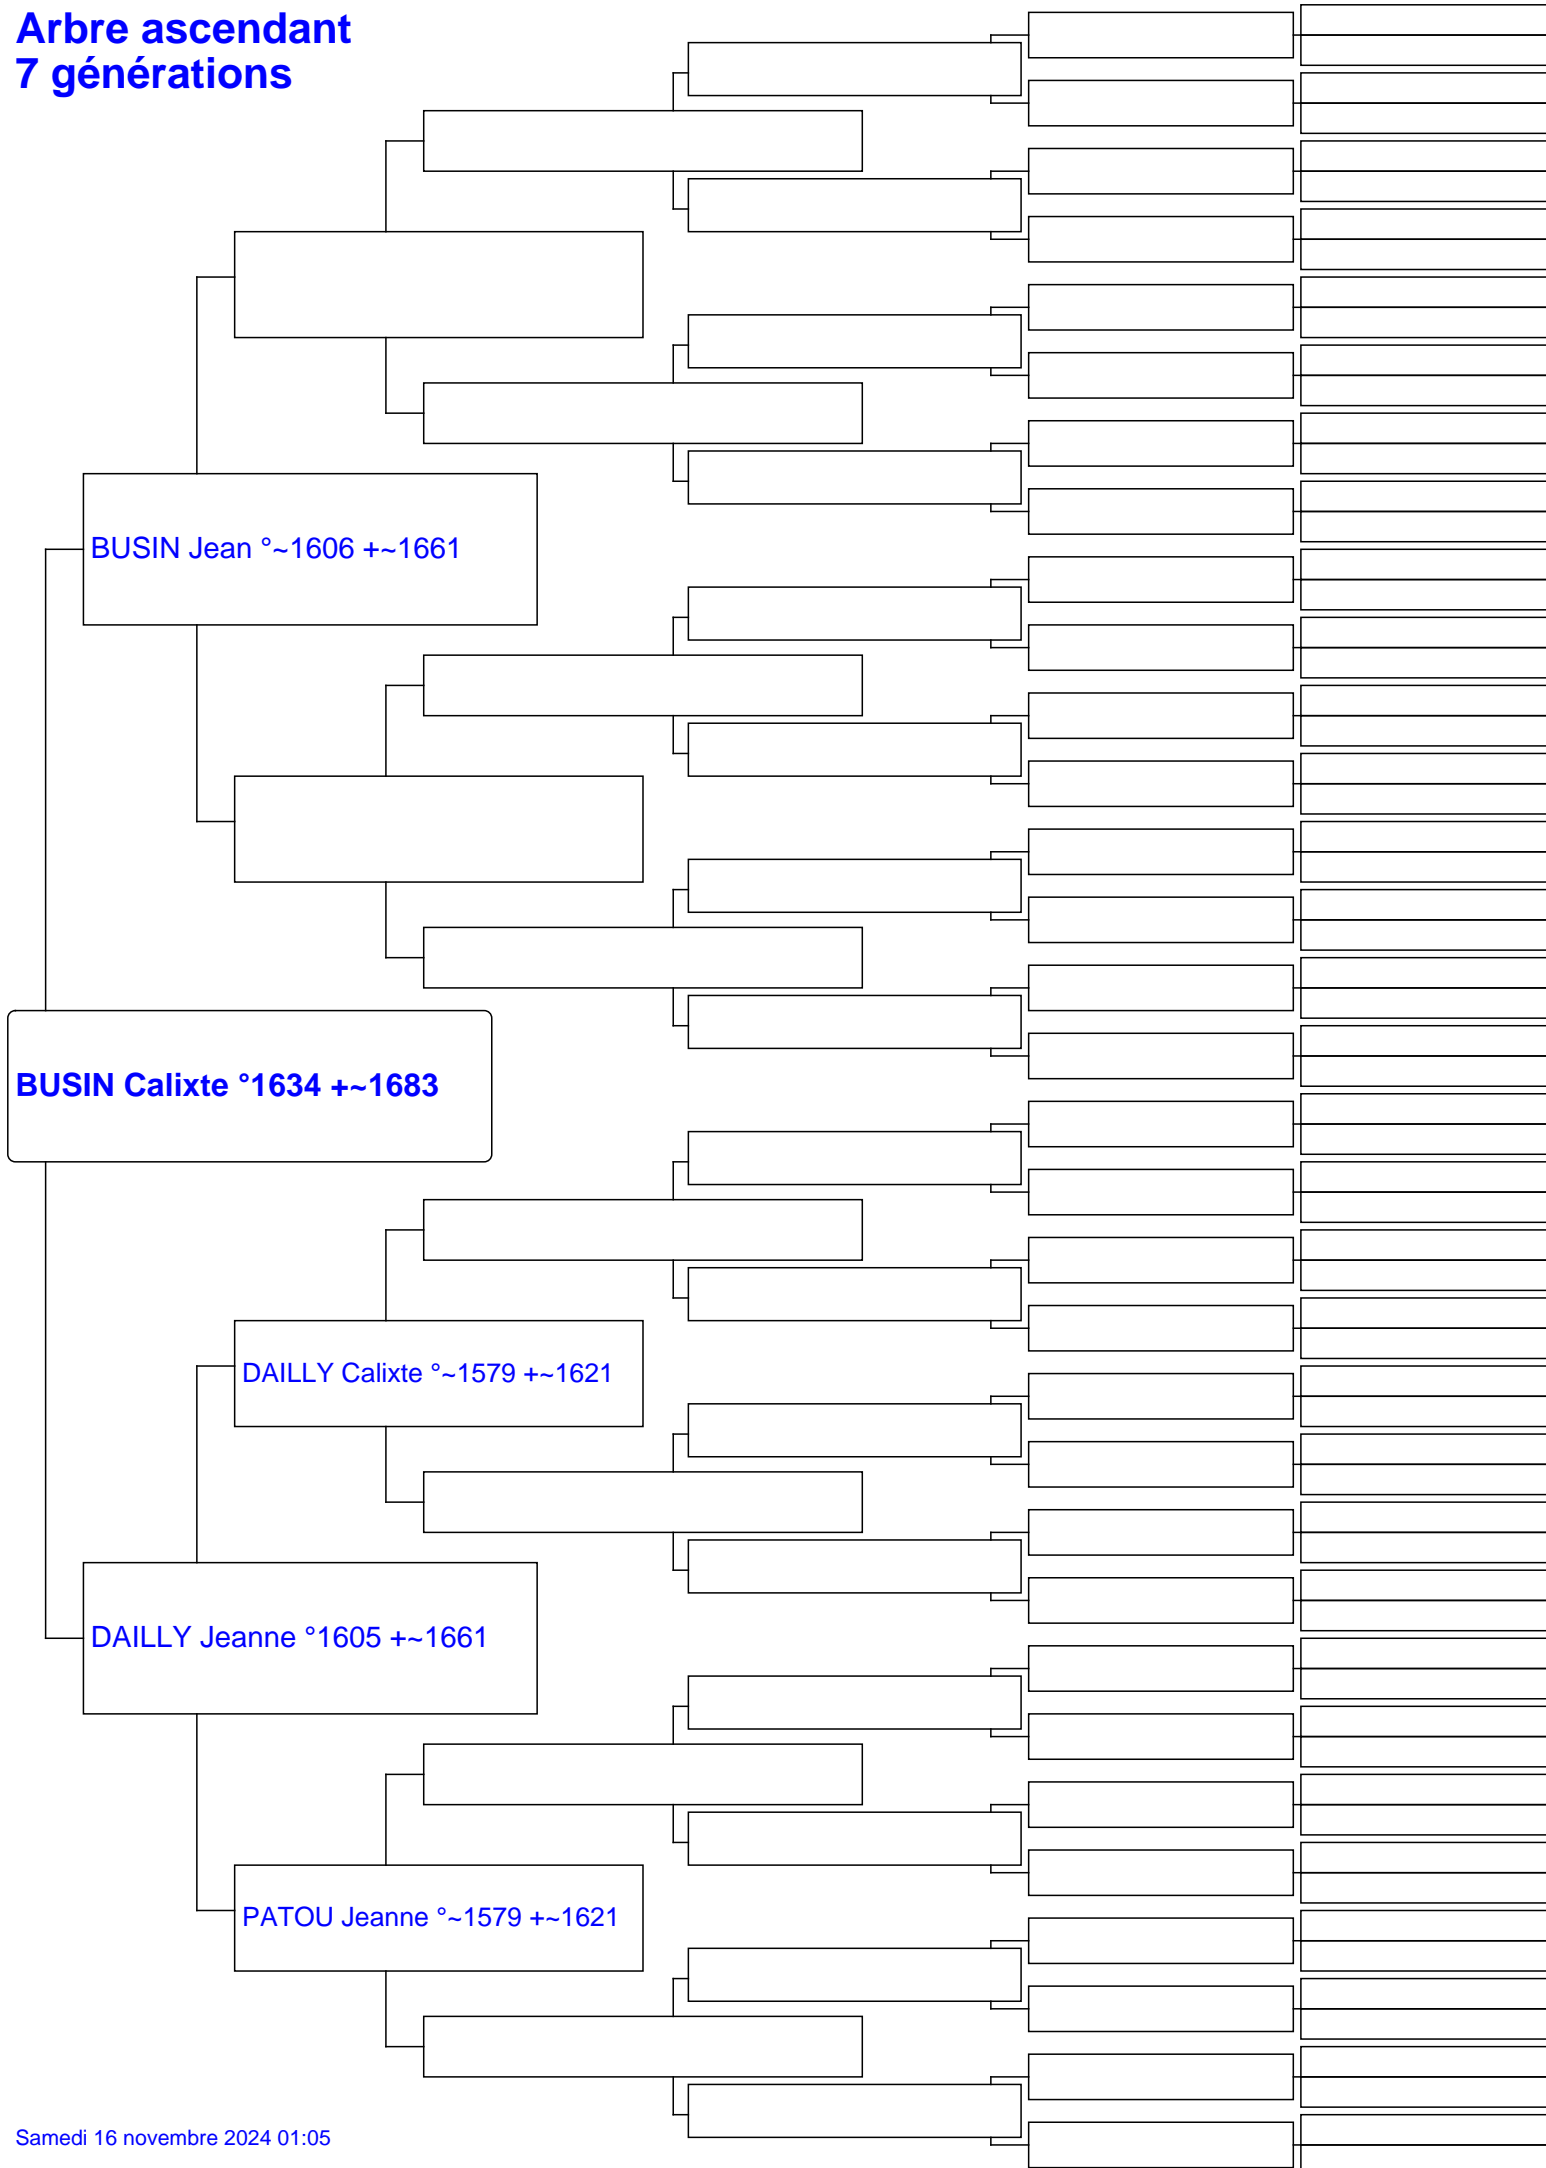 Arbre ascendant
7 générations
BUSIN Jean °~1606 +~1661
BUSIN Calixte °1634 +~1683
DAILLY Calixte °~1579 +~1621
DAILLY Jeanne °1605 +~1661
PATOU Jeanne °~1579 +~1621
Samedi 16 novembre 2024 01:05